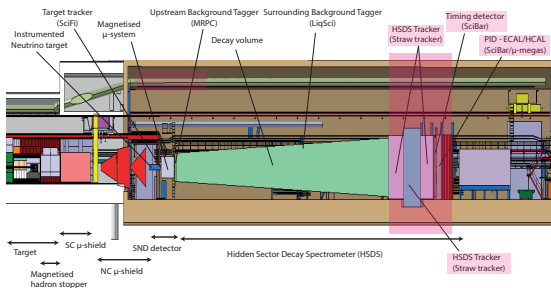 Target tracker
(SciFi)
Instrumented
Neutrino target
Magnetised
μ-system
Upstream Background Tagger
(MRPC)
Decay volume
Surrounding Background Tagger
(LiqSci)
HSDS Tracker
(Straw tracker)
Timing detector
(SciBar)
PID - ECAL/HCAL
(SciBar/μ-megas)
HSDS Tracker
(Straw tracker)
SC μ-shield
SND detector
Hidden Sector Decay Spectrometer (HSDS)
Target
Magnetised
hadron stopper
NC μ-shield